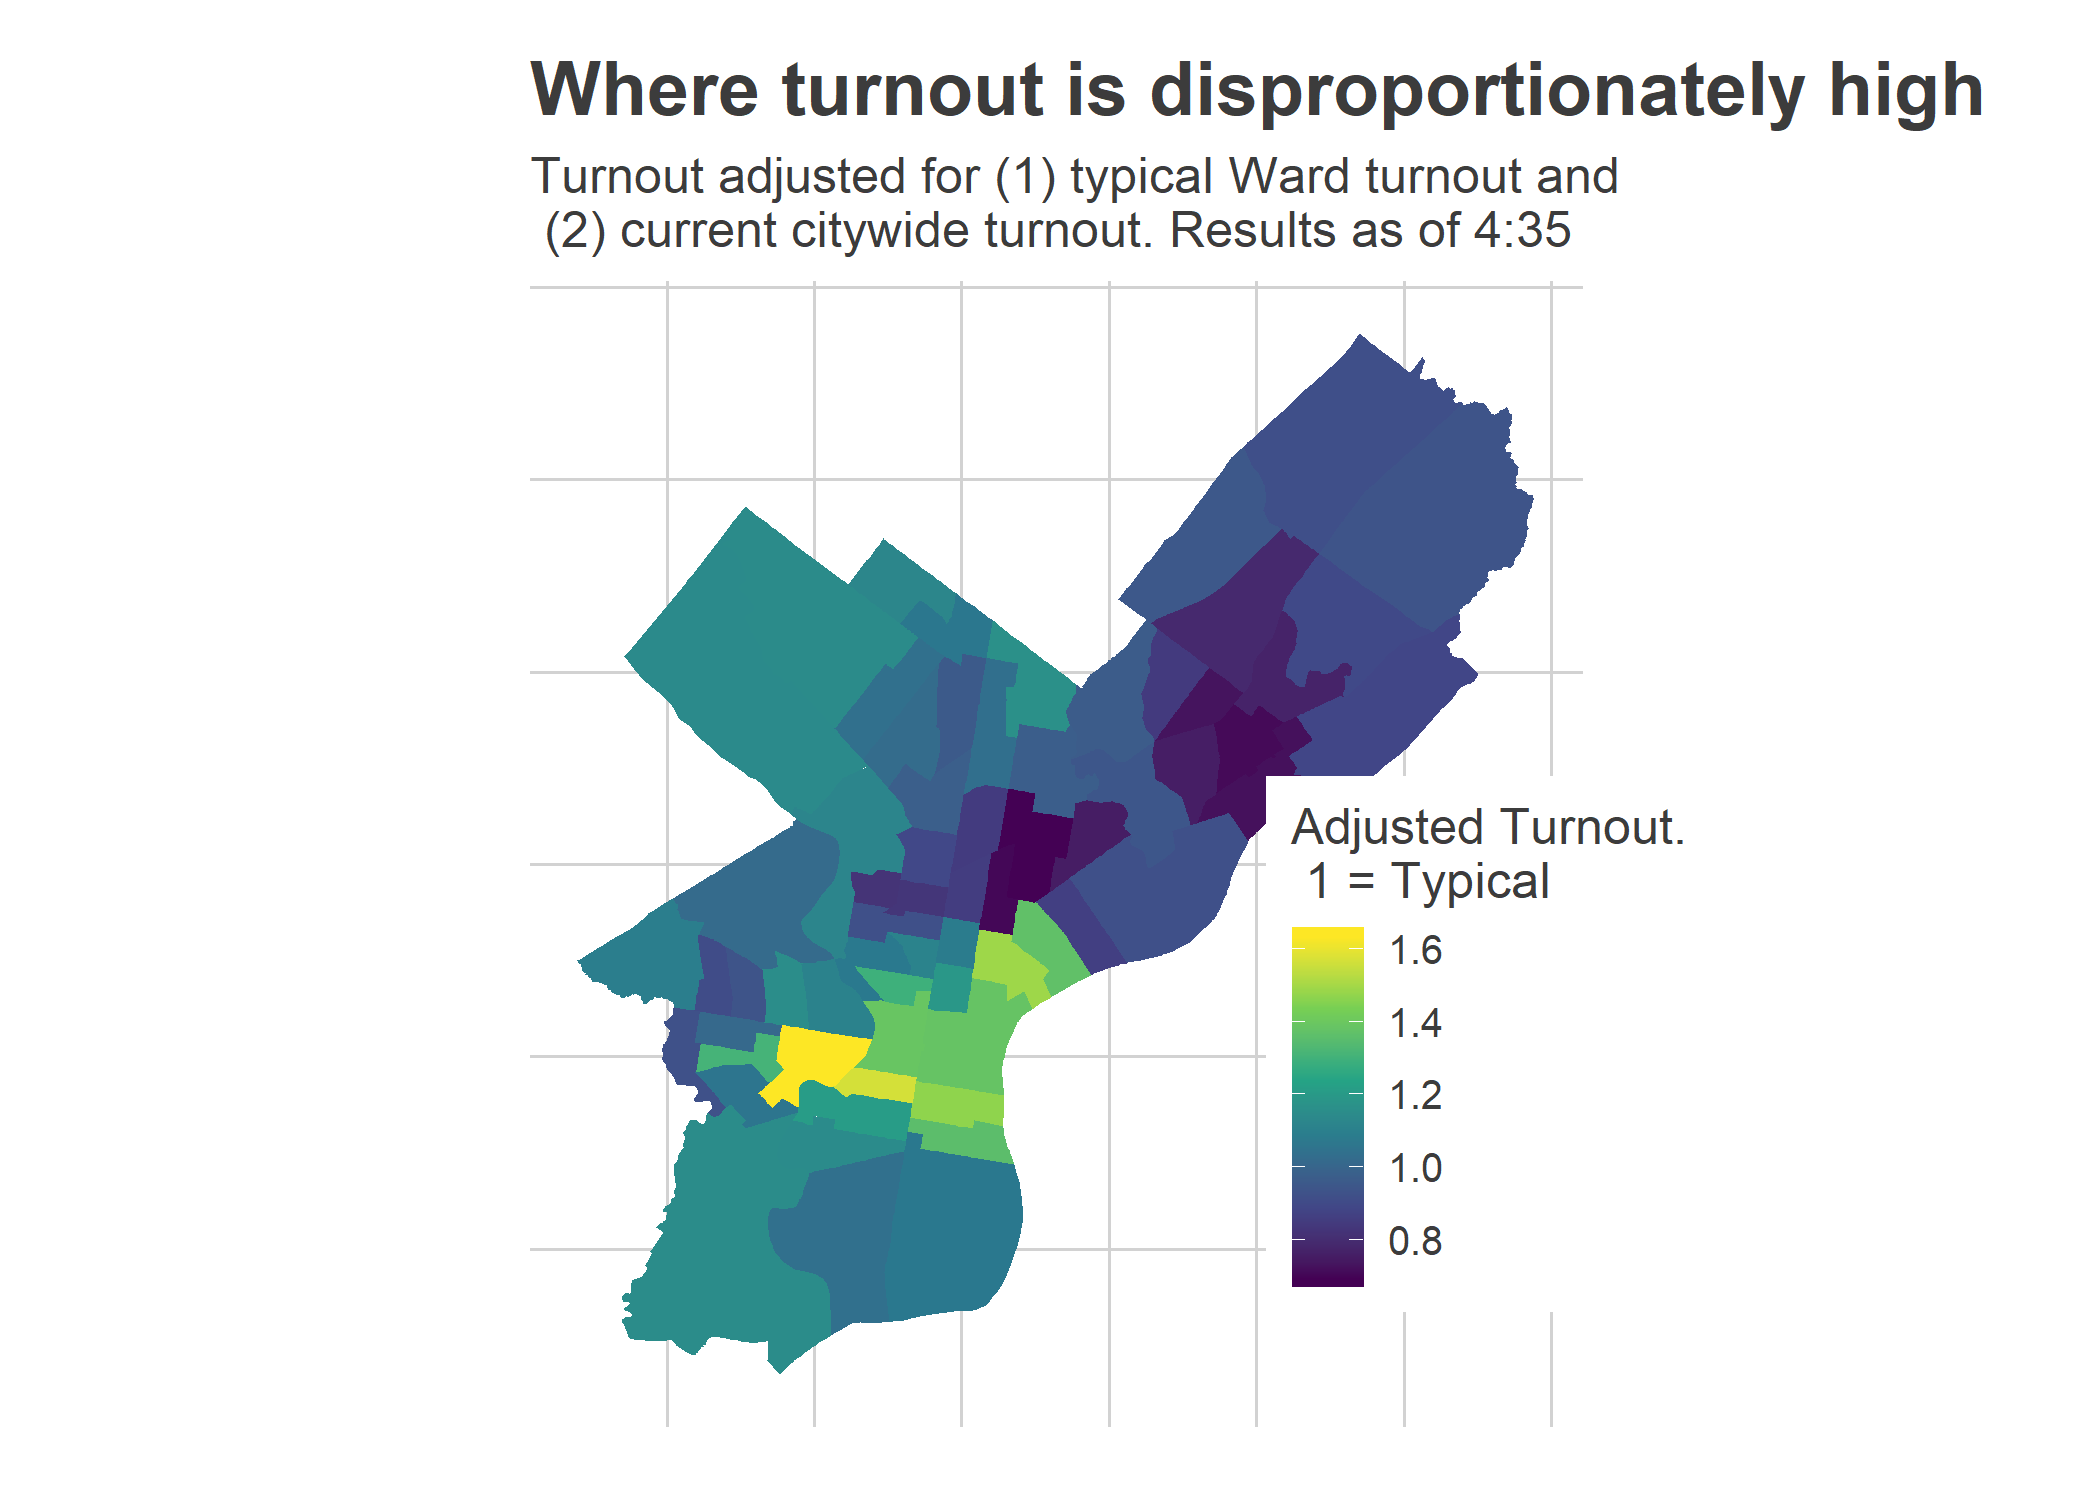 Where turnout is disproportionately high
Turnout adjusted for (1) typical Ward turnout and
(2) current citywide turnout. Results as of 4:35
Adjusted Turnout.
1 = Typical
1.6
1.4
1.2
1.0
0.8